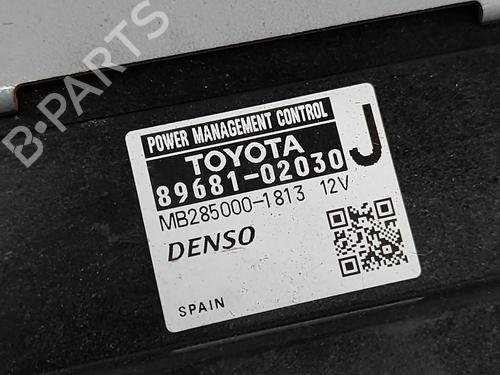 B-PARTS
POWER MANAGEMENT CONTROL
TOYOTA J
89681-02030
MB285000-1813 12V
DENSO
SPAIN